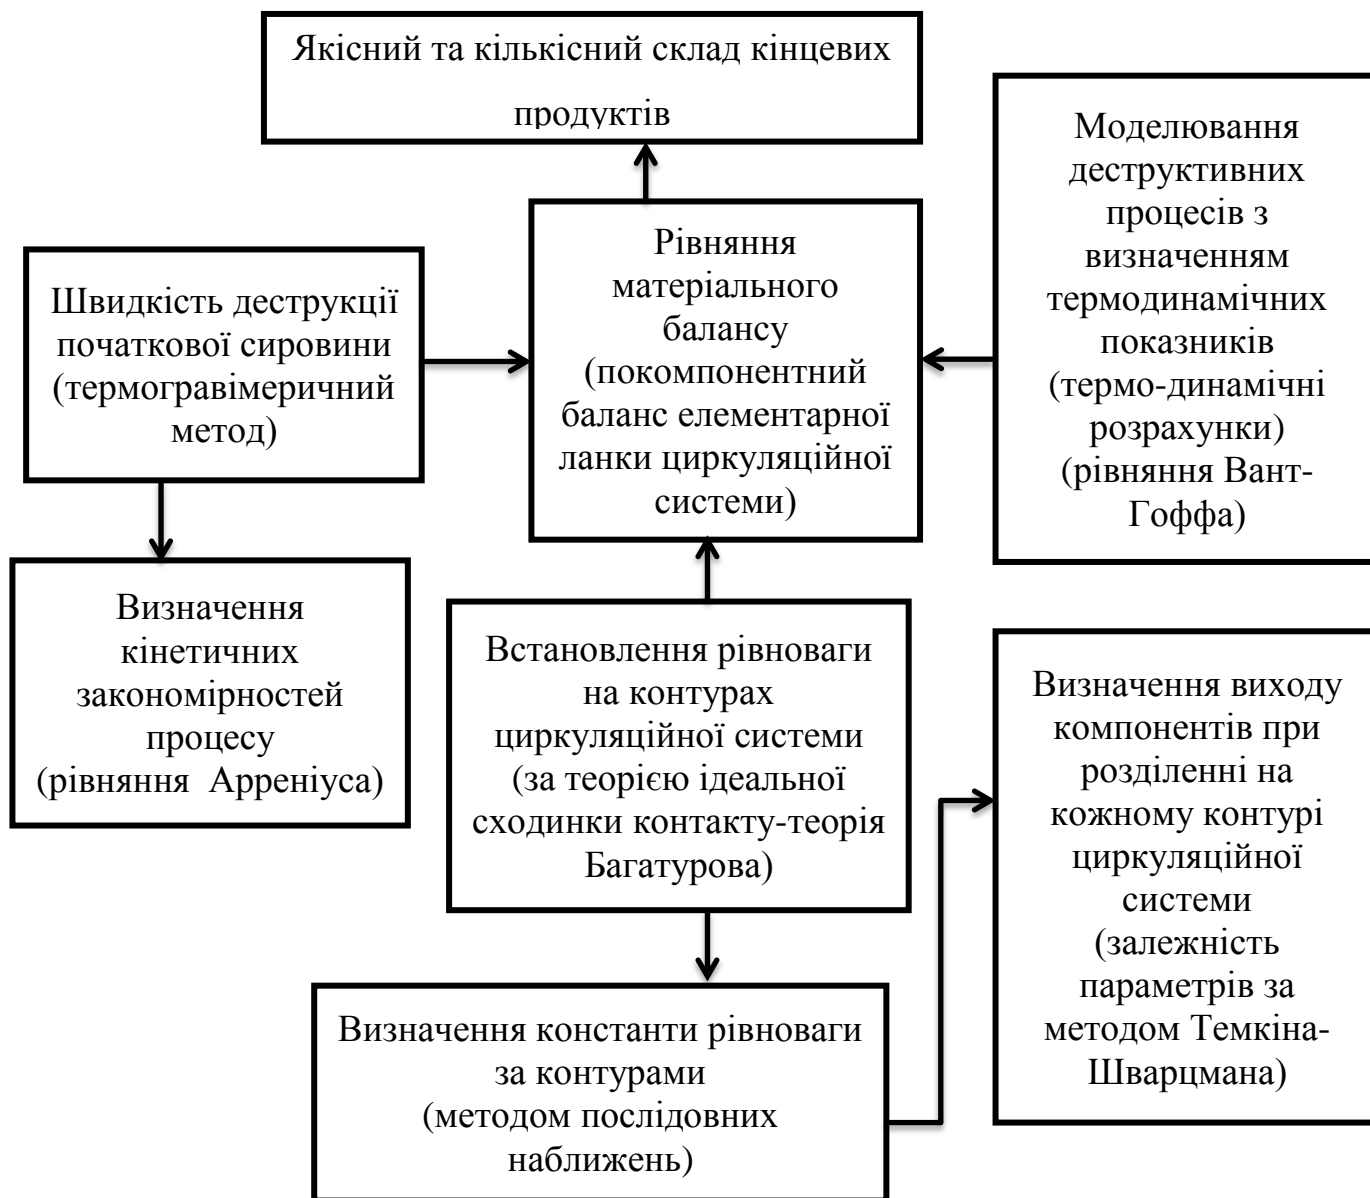 Якісний та кількісний склад кінцевих
продуктів
Моделювання
деструктивних
процесів з
визначенням
термодинамічних
показників
(термо-динамічні
розрахунки)
(рівняння Вант-
Гоффа)
Рівняння
матеріального
балансу
(покомпонентний
баланс елементарної
ланки циркуляційної
системи)
Швидкість деструкції
початкової сировини
(термогравімеричний
метод)
Визначення
кінетичних
закономірностей
процесу
(рівняння  Арреніуса)
Встановлення рівноваги
на контурах
циркуляційної системи
(за теорією ідеальної
сходинки контакту-теорія
Багатурова)
Визначення виходу
компонентів при
розділенні на
кожному контурі
циркуляційної
системи
(залежність
параметрів за
методом Темкіна-
Шварцмана)
Визначення константи рівноваги
за контурами
(методом послідовних
наближень)